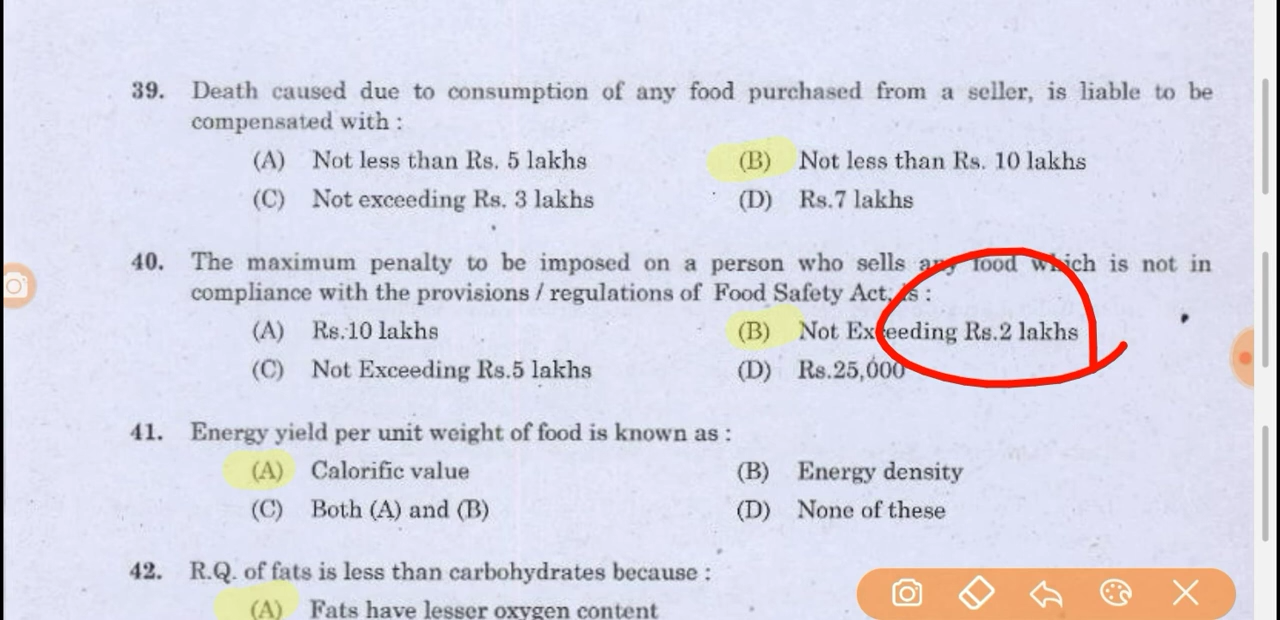 39. Death caused due to consumption of any food purchased from a seller, is liable to be
compensated with :
(A) Not less than Rs. 5 lakhs (B) Not less than Rs. 10 lakhs
(C) Not exceeding Rs. 3 lakhs (D) Rs.7 lakhs
40. The maximum penalty to be imposed on a person who sells any food which is not in
compliance with the provisions / regulations of Food Safety Act, is :
(A) Rs.10 lakhs (B) Not Exceeding Rs.2 lakhs
(C) Not Exceeding Rs.5 lakhs (D) Rs.25,000
41. Energy yield per unit weight of food is known as :
(A) Calorific value (B) Energy density
(C) Both (A) and (B) (D) None of these
42. R.Q. of fats is less than carbohydrates because :
(A) Fats have lesser oxygen content